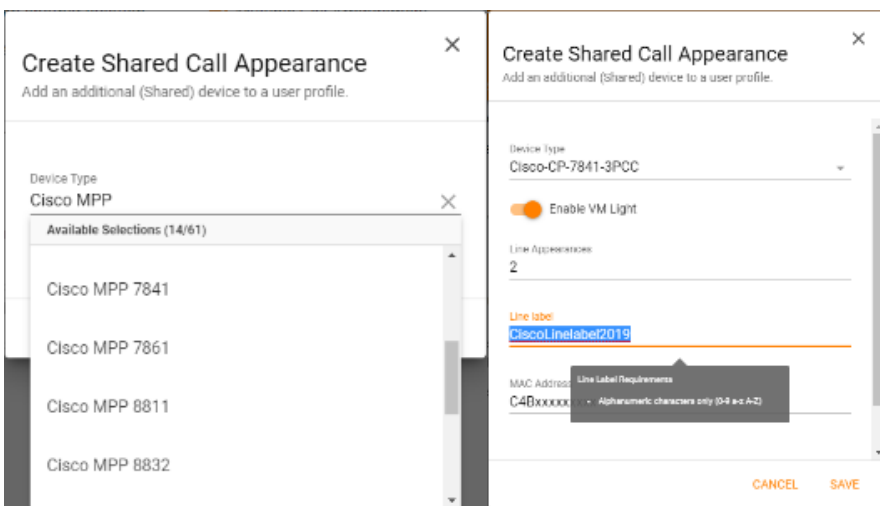 Create Shared Call Appearance
Add an additional (Shared) device to a user profile.
Device Type
Cisco MPP
Available Selections (14/61)
Cisco MPP 7841
Cisco MPP 7861
Cisco MPP 8811
Cisco MPP 8832
Create Shared Call Appearance
Add an additional (Shared) device to a user profile.
Device Type
Cisco-CP-7841-3PCC
Enable VM Light
Line Appearances
2
Line label
CiscoLinelabel2019
Line Label Requirements
Alphanumeric characters only (0-9 a-z A-Z)
MAC Address
C4Bxxxxx
CANCEL SAVE